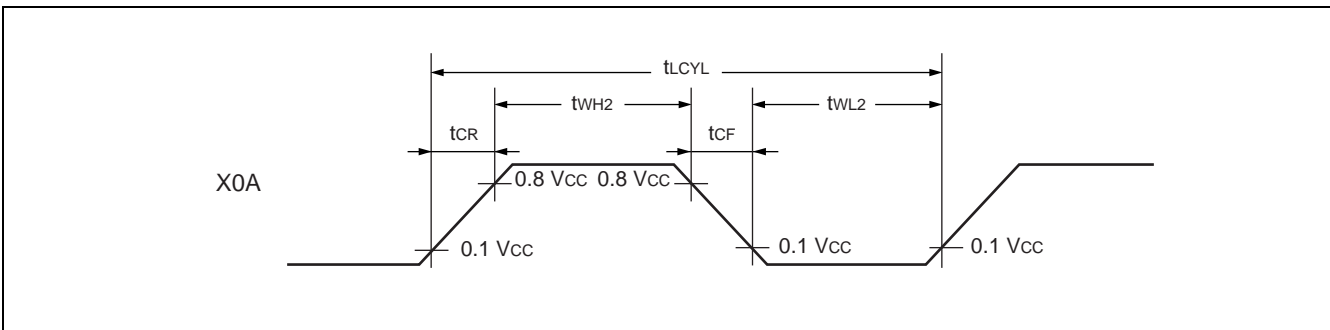 tLCYL
tWH2
tWL2
tCR
tCF
X0A
0.8 VCC 0.8 VCC
0.1 VCC
0.1 VCC
0.1 VCC